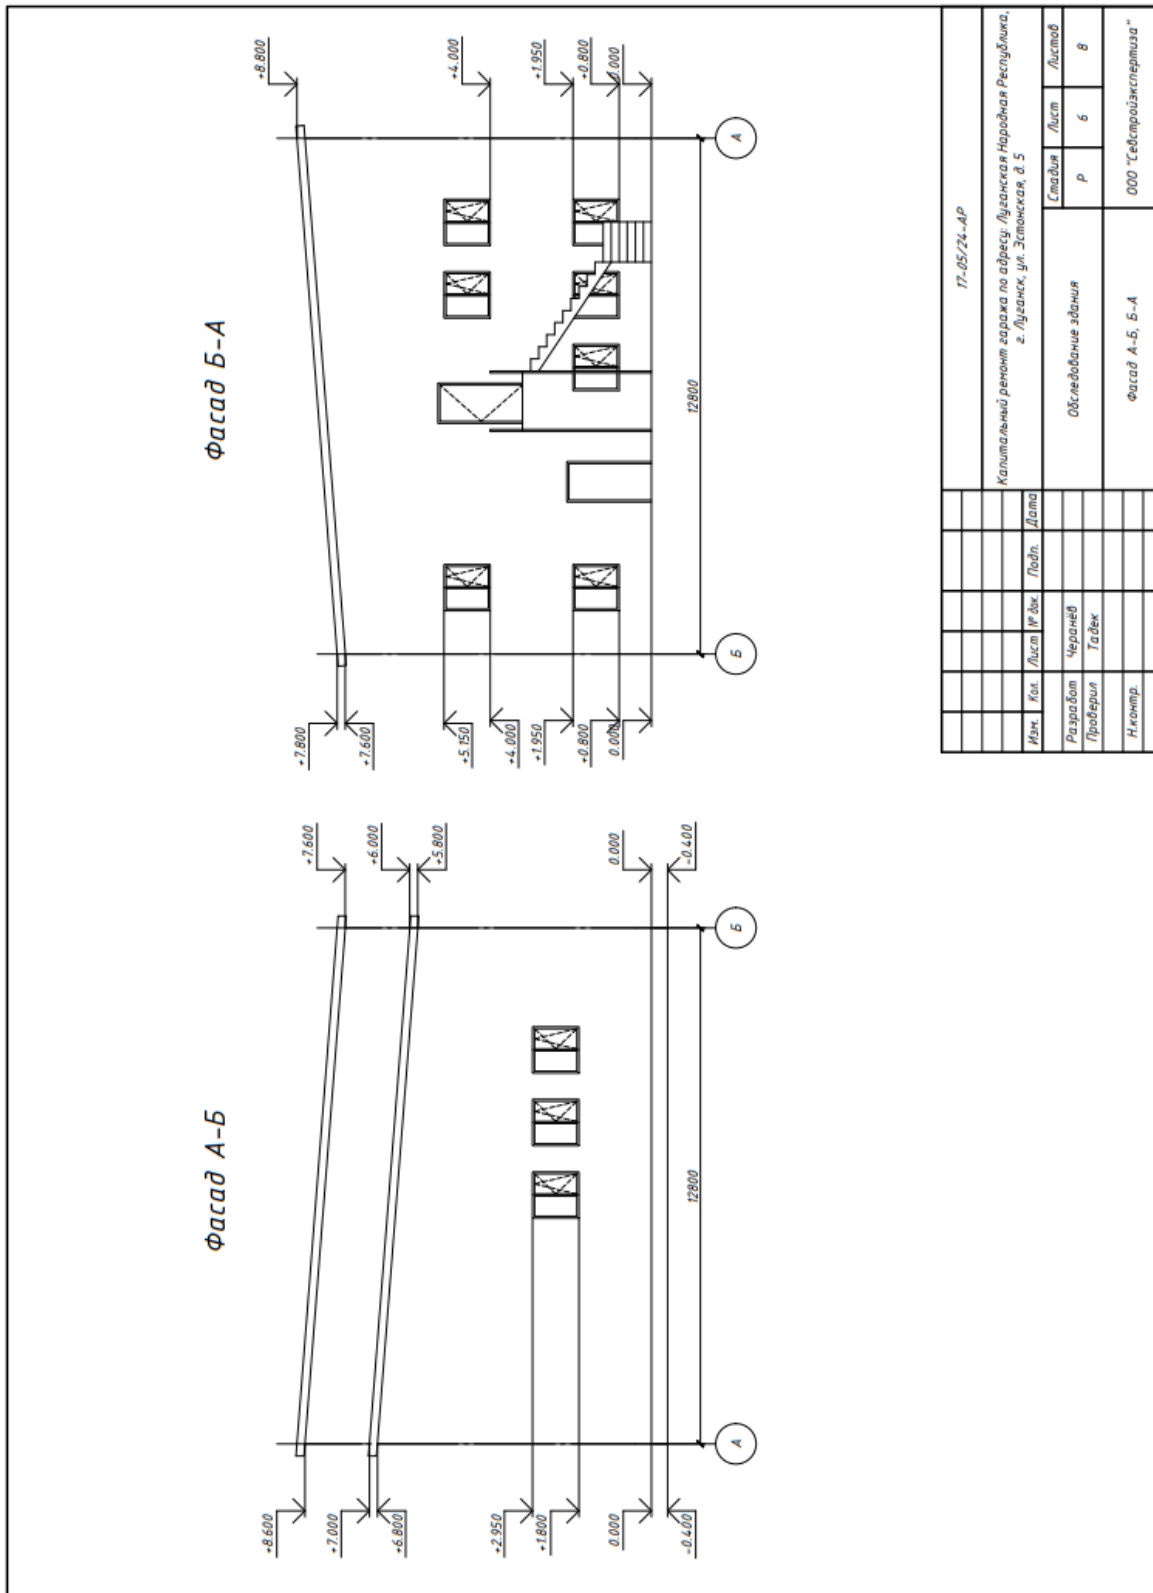 Фасад А-Б
+8.600
+7.000
+6.800
+2.950
+1.800
0.000
-0.400
+7.600
+6.000
+5.800
0.000
-0.400
12800
А
Б
Фасад Б-А
+7.800
+7.600
+5.150
+4.000
+1.950
+0.800
0.000
+8.800
+4.000
+1.950
+0.800
0.000
12800
Б
А
17-05/24-АР
Капитальный ремонт гаража по адресу: Луганская Народная Республика,
г. Луганск, ул. Эстонская, д. 5
Изм. Кол. Лист № док. Подп. Дата
Разработ Черанёв
Проверил Тадек
Н.контр.
Обследование здания
Стадия Лист Листов
Р 6 8
Фасад А-Б, Б-А
ООО "Севстройэкспертиза"